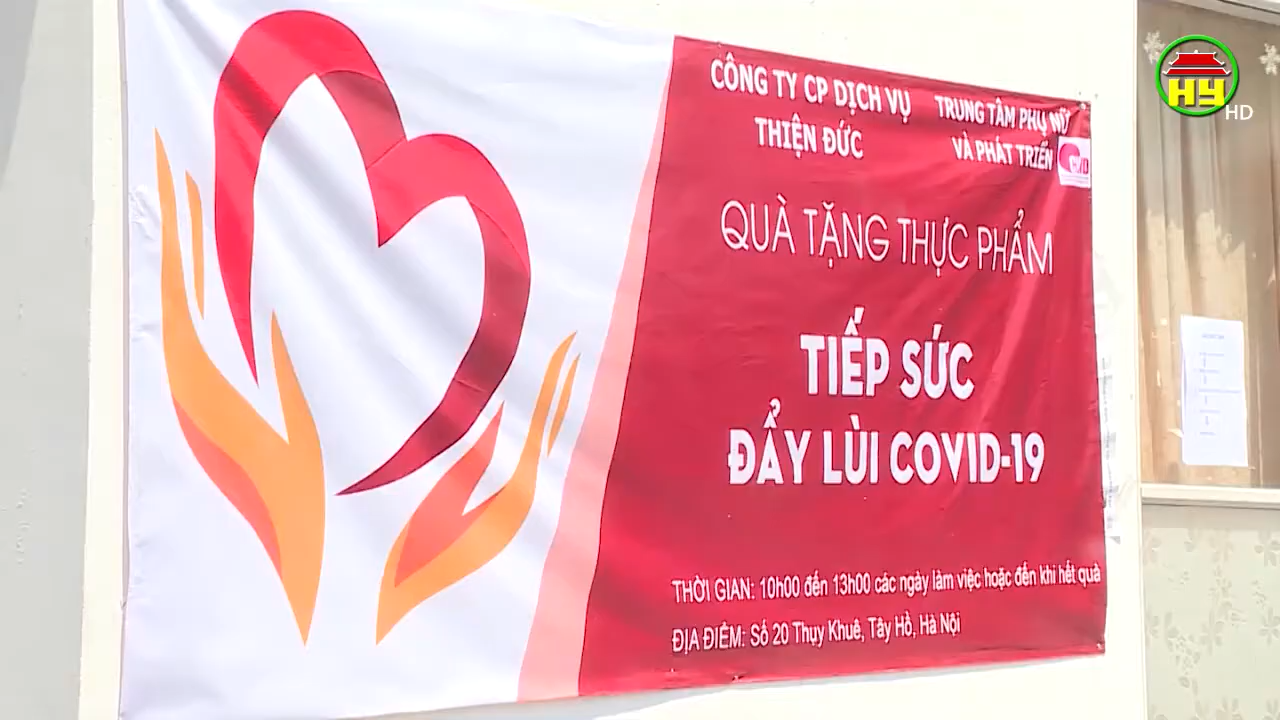 CÔNG TY CP DỊCH VỤ
THIỆN ĐỨC
TRUNG TÂM PHỤ NỮ
VÀ PHÁT TRIỂN
QUÀ TẶNG THỰC PHẨM
TIẾP SỨC
ĐẨY LÙI COVID-19
THỜI GIAN: 10h00 đến 13h00 các ngày làm việc hoặc đến khi hết quà
ĐỊA ĐIỂM: Số 20 Thụy Khuê, Tây Hồ, Hà Nội
HY
HD